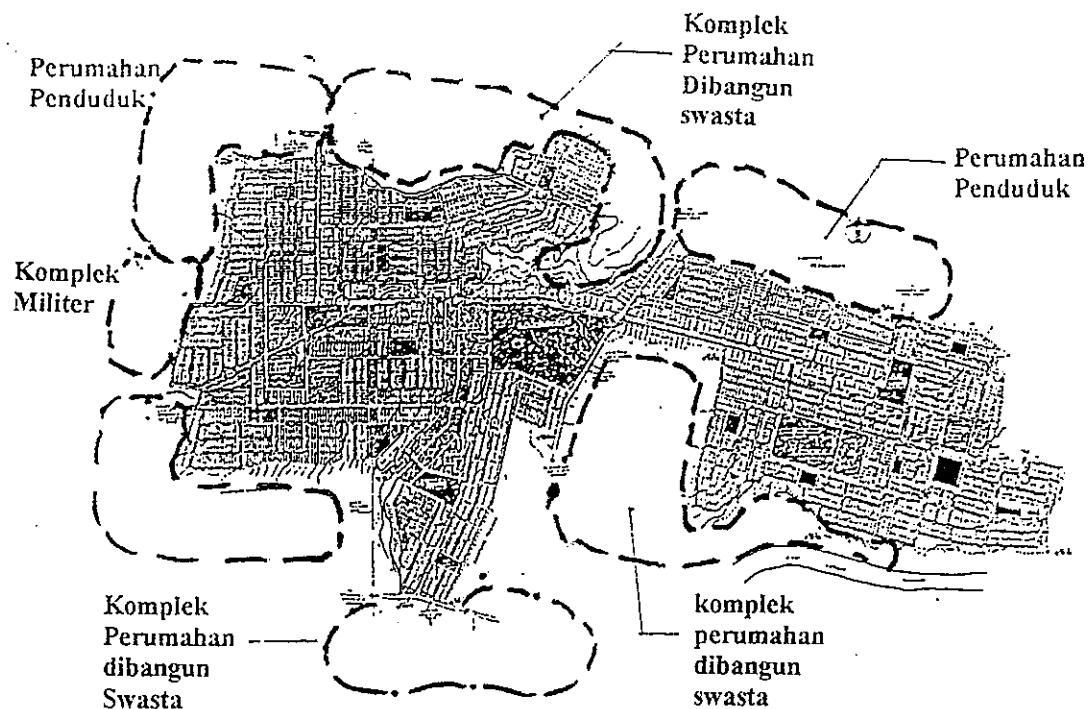 Komplek
Perumahan
Dibangun
swasta
Perumahan
Penduduk
Perumahan
Penduduk
Komplek
Militer
Komplek
Perumahan
dibangun
Swasta
komplek
perumahan
dibangun
swasta